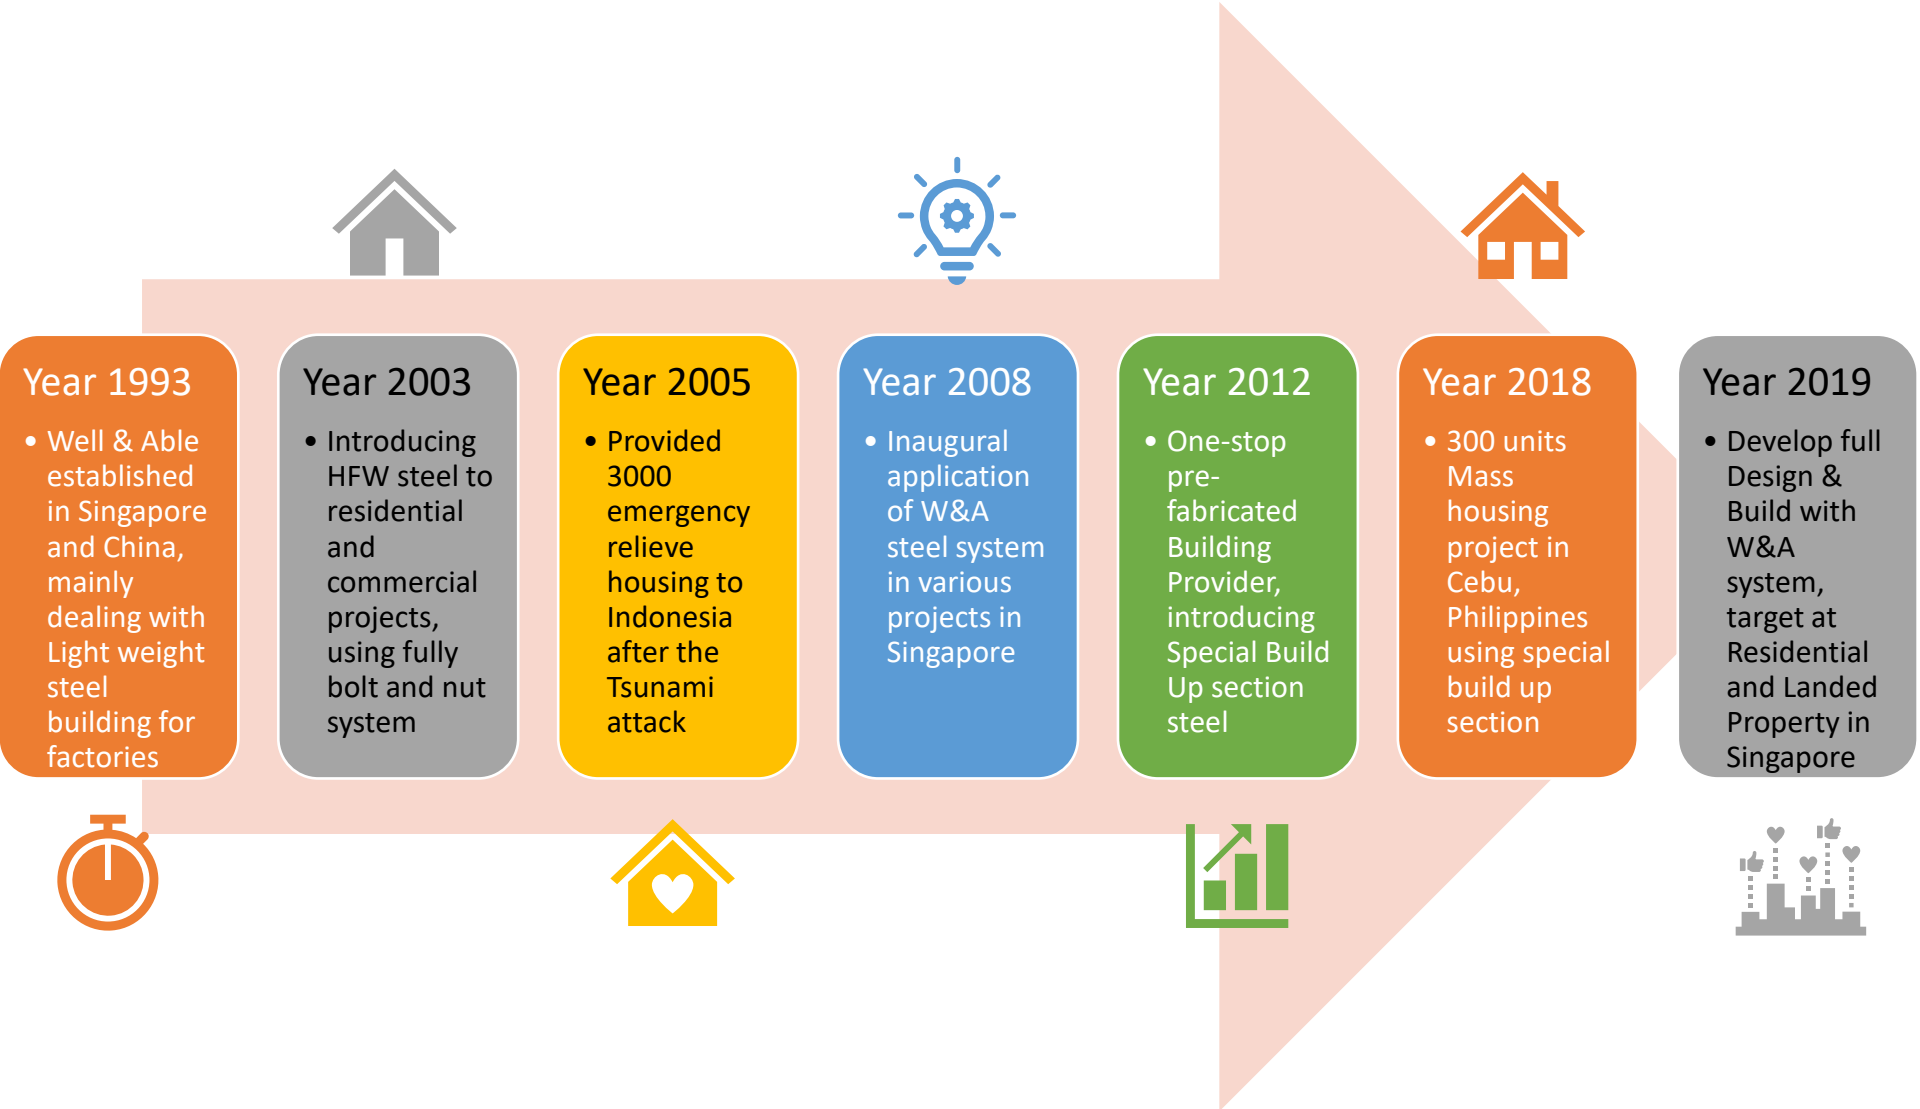 Year 1993
• Well & Able
established
in Singapore
and China,
mainly
dealing with
Light weight
steel
building for
factories
Year 2003
• Introducing
HFW steel to
residential
and
commercial
projects,
using fully
bolt and nut
system
Year 2005
• Provided
3000
emergency
relieve
housing to
Indonesia
after the
Tsunami
attack
Year 2008
• Inaugural
application
of W&A
steel system
in various
projects in
Singapore
Year 2012
• One-stop
pre-
fabricated
Building
Provider,
introducing
Special Build
Up section
steel
Year 2018
• 300 units
Mass
housing
project in
Cebu,
Philippines
using special
build up
section
Year 2019
• Develop full
Design &
Build with
W&A
system,
target at
Residential
and Landed
Property in
Singapore